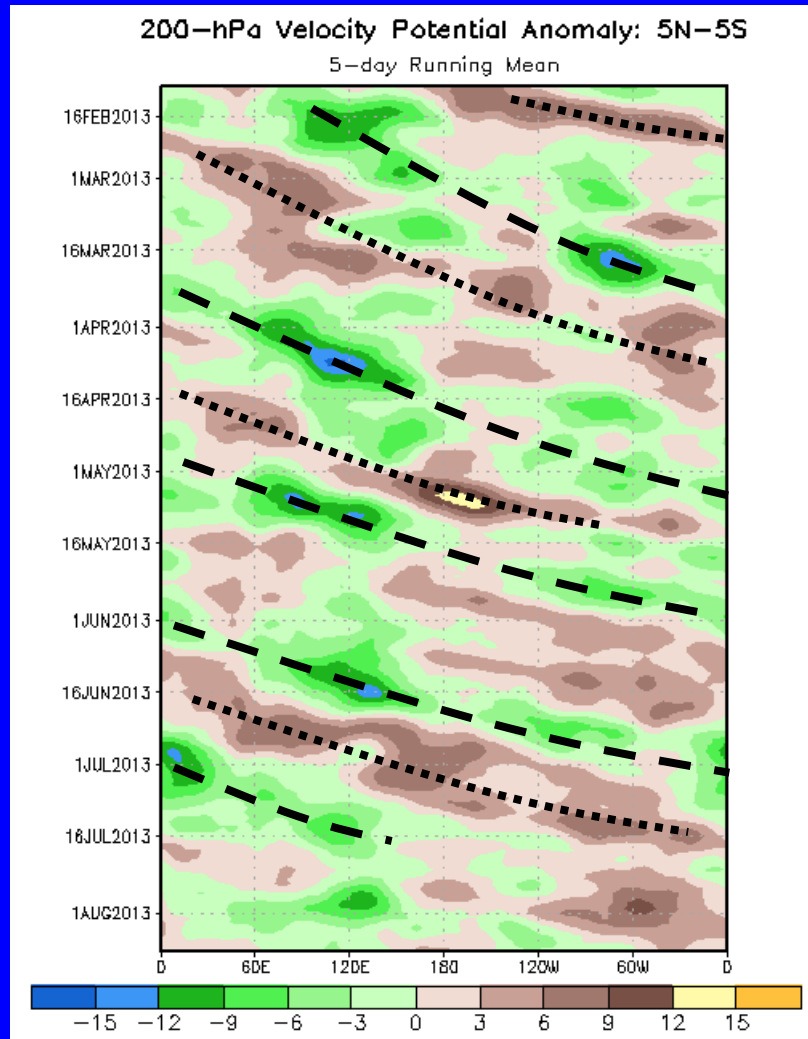 200-hPa Velocity Potential Anomaly: 5N-5S
5-day Running Mean
16FEB2013
1MAR2013
16MAR2013
1APR2013
16APR2013
1MAY2013
16MAY2013
1JUN2013
16JUN2013
1JUL2013
16JUL2013
1AUG2013
0 60E 120E 180 120W 60W 0
-15 -12 -9 -6 -3 0 3 6 9 12 15